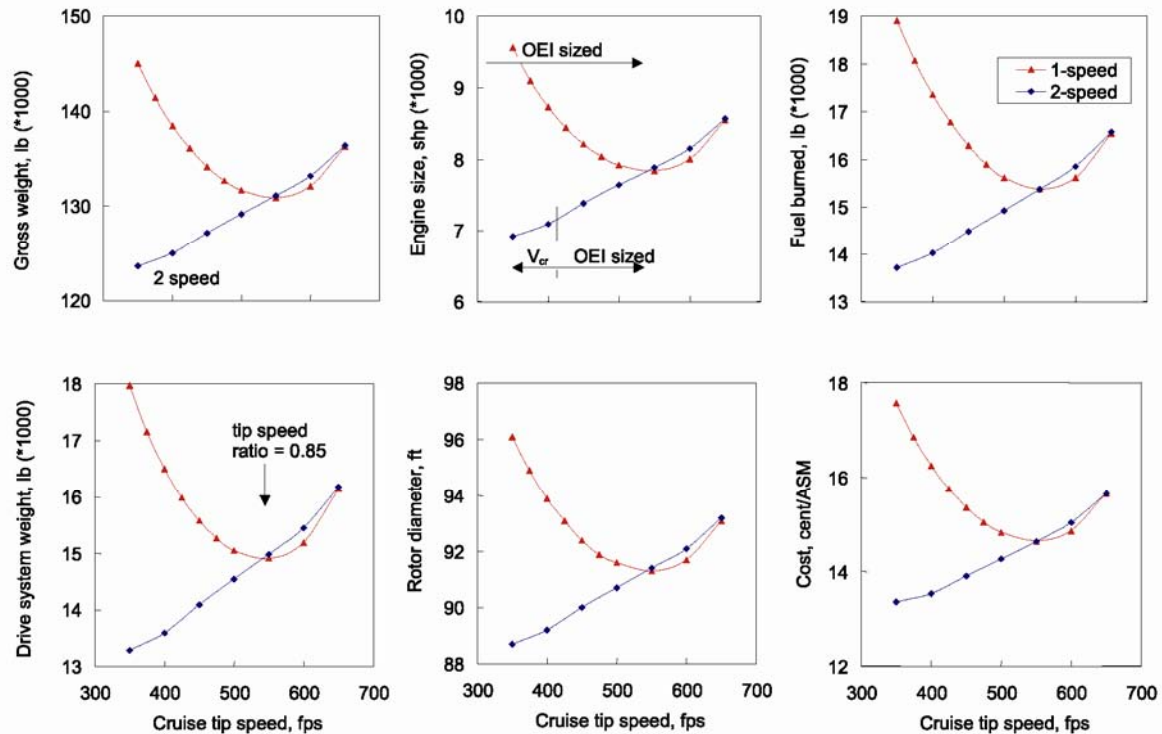 Gross weight, lb (*1000)
150
140
130
120
2 speed
Engine size, shp (*1000)
10
9
8
7
6
OEI sized
Vcr
OEI sized
Fuel burned, lb (*1000)
19
18
17
16
15
14
13
1-speed
2-speed
Drive system weight, lb (*1000)
18
17
16
15
14
13
tip speed
ratio = 0.85
300 400 500 600 700
Cruise tip speed, fps
Rotor diameter, ft
98
96
94
92
90
88
300 400 500 600 700
Cruise tip speed, fps
Cost, cent/ASM
18
16
14
12
300 400 500 600 700
Cruise tip speed, fps